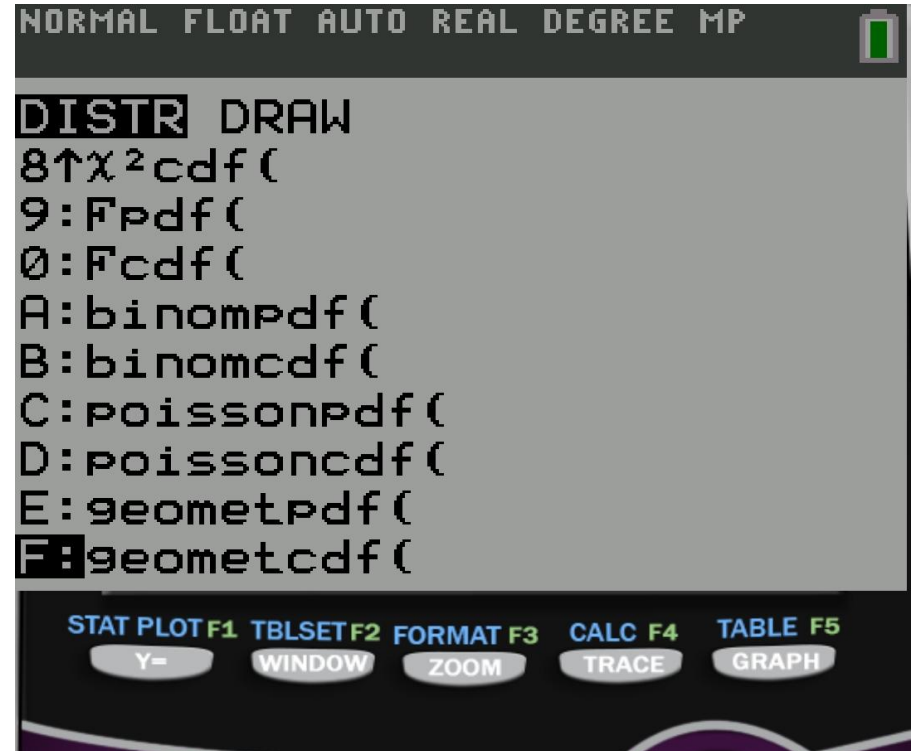 NORMAL FLOAT AUTO REAL DEGREE MP
DISTR DRAW
8↑χ²cdf(
9:Fpdf(
0:Fcdf(
A:binompdf(
B:binomcdf(
C:poissonpdf(
D:poissoncdf(
E:geometpdf(
F:geometcdf(
STAT PLOT F1 TBLSET F2 FORMAT F3 CALC F4 TABLE F5
Y= WINDOW ZOOM TRACE GRAPH